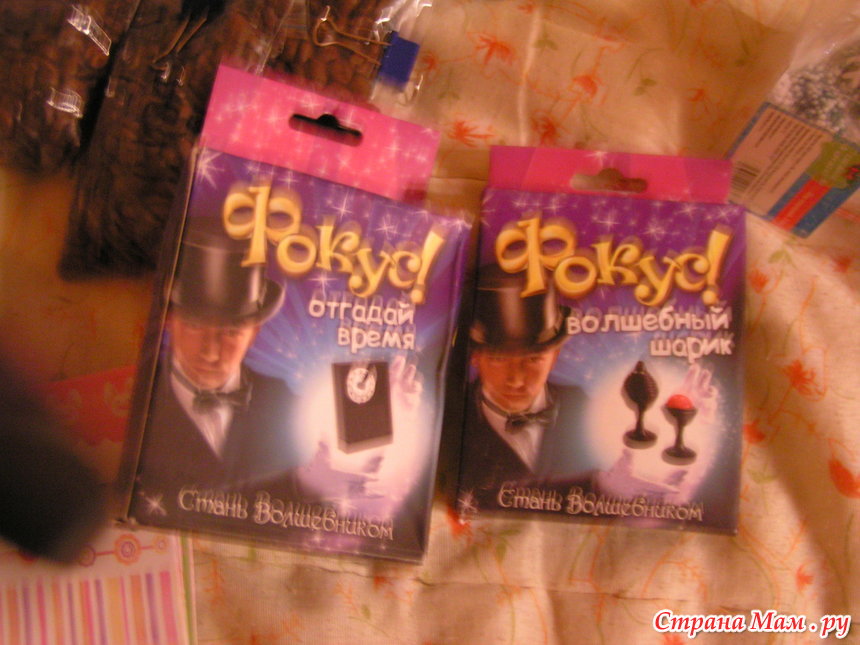 Фокус!
отгадай
время
Стань Волшебником
Фокус!
волшебный
шарик
Стань Волшебником
Страна Мам.ру